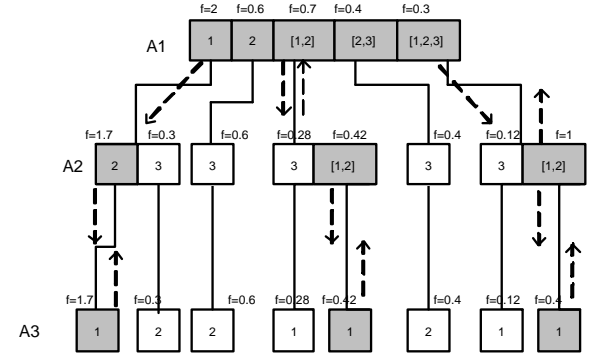 f=2 f=0.6 f=0.7 f=0.4 f=0.3
A1 1 2 [1,2] [2,3] [1,2,3]
f=1.7 f=0.3 f=0.6 f=0.28 f=0.42 f=0.4 f=0.12 f=1
A2 2 3 3 3 [1,2] 3 3 [1,2]
f=1.7 f=0.3 f=0.6 f=0.28 f=0.42 f=0.4 f=0.12 f=0.4
A3 1 2 2 1 1 2 1 1